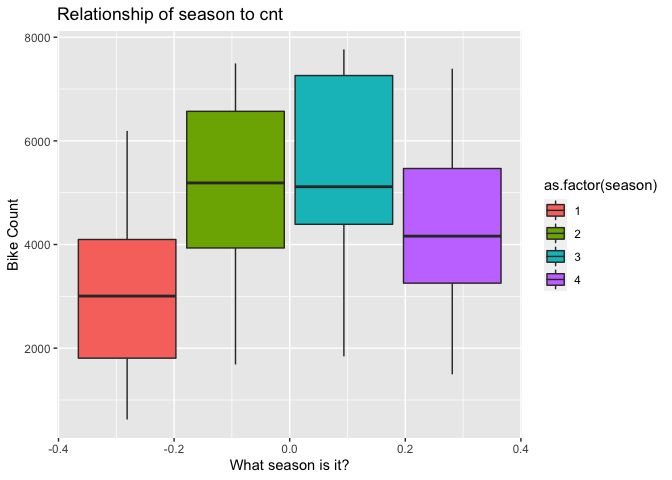 Relationship of season to cnt
8000
6000
4000
2000
Bike Count
-0.4 -0.2 0.0 0.2 0.4
What season is it?
as.factor(season)
1
2
3
4